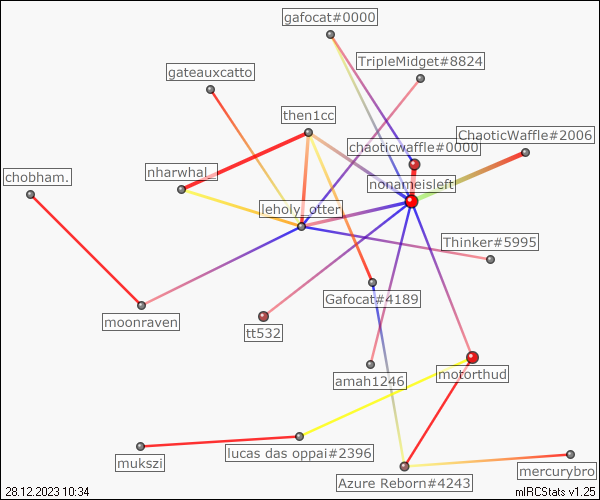 gafocat#0000
TripleMidget#8824
gateauxcatto
then1cc
ChaoticWaffle#2006
chaoticwaffle#0000
nharwhal_
chobham.
nonameisleft
leholy_otter
Thinker#5995
Gafocat#4189
moonraven
tt532
amah1246
motorthud
lucas das oppai#2396
mukszi
mercurybro
Azure Reborn#4243
28.12.2023 10:34
mIRCStats v1.25